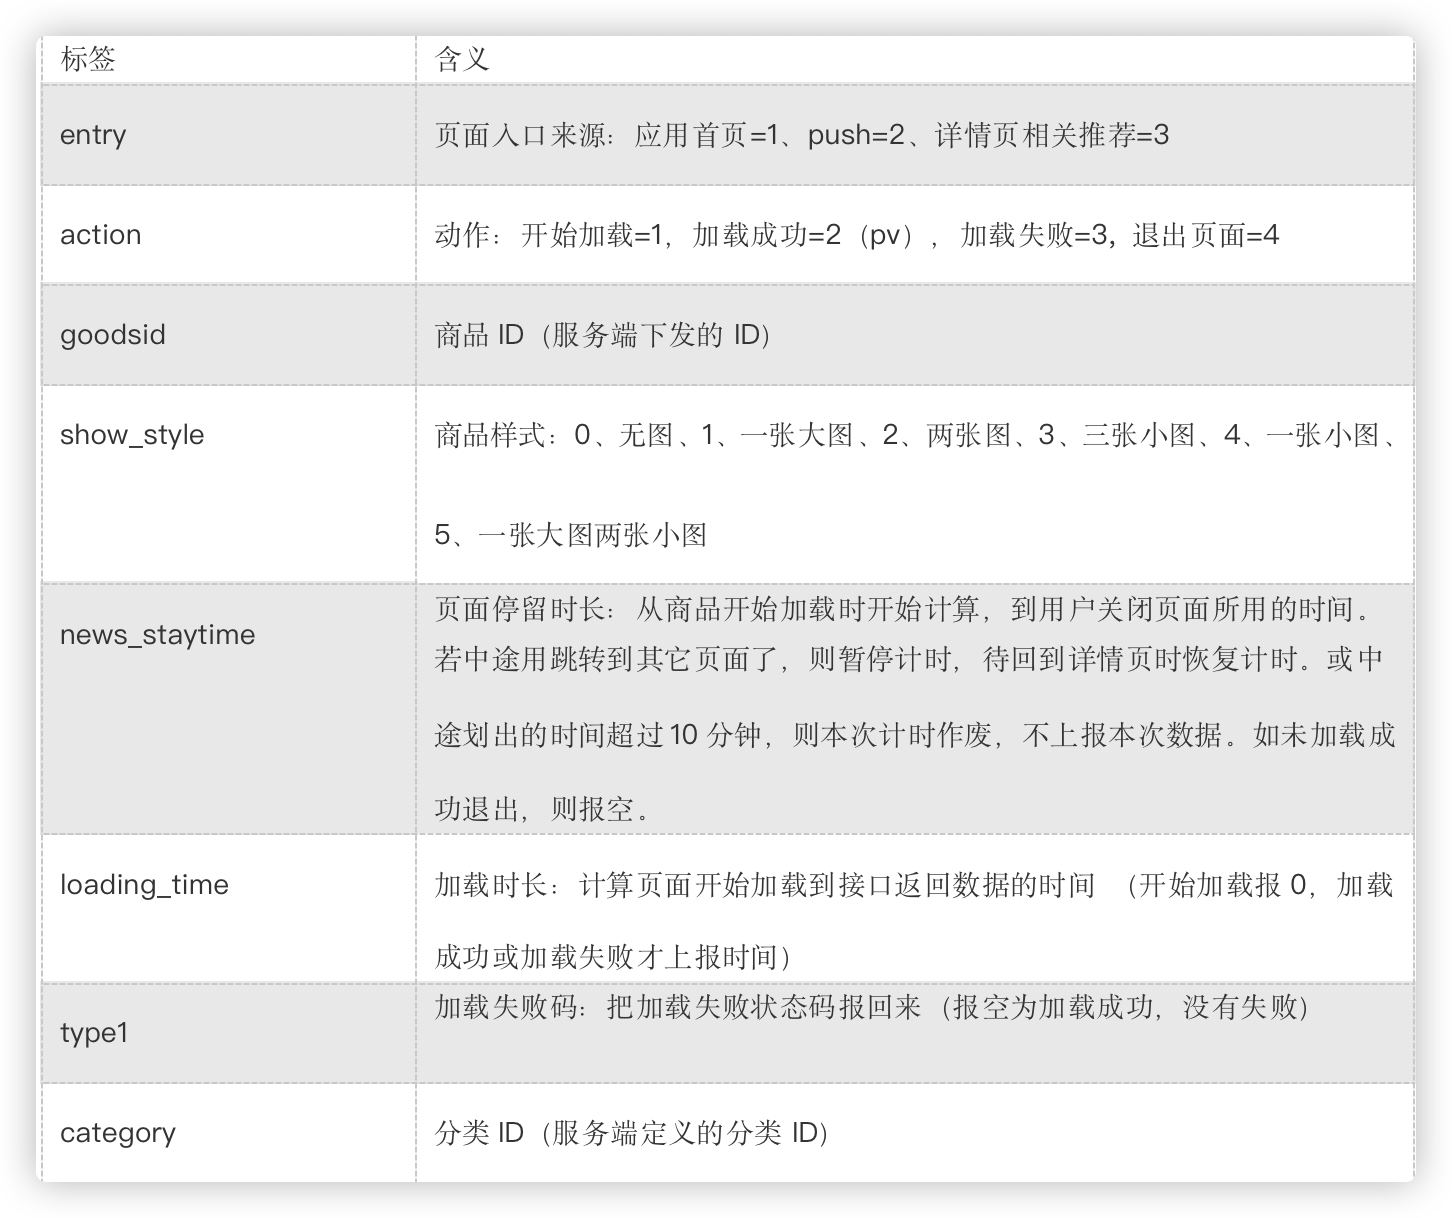 标签
含义
entry
页面入口来源：应用首页=1、push=2、详情页相关推荐=3
action
动作：开始加载=1，加载成功=2（pv），加载失败=3, 退出页面=4
goodsid
商品 ID（服务端下发的 ID）
show_style
商品样式：0、无图、1、一张大图、2、两张图、3、三张小图、4、一张小图、
5、一张大图两张小图
news_staytime
页面停留时长：从商品开始加载时开始计算，到用户关闭页面所用的时间。
若中途用跳转到其它页面了，则暂停计时，待回到详情页时恢复计时。或中
途划出的时间超过 10 分钟，则本次计时作废，不上报本次数据。如未加载成
功退出，则报空。
loading_time
加载时长：计算页面开始加载到接口返回数据的时间 （开始加载报 0，加载
成功或加载失败才上报时间）
type1
加载失败码：把加载失败状态码报回来（报空为加载成功，没有失败）
category
分类 ID（服务端定义的分类 ID）